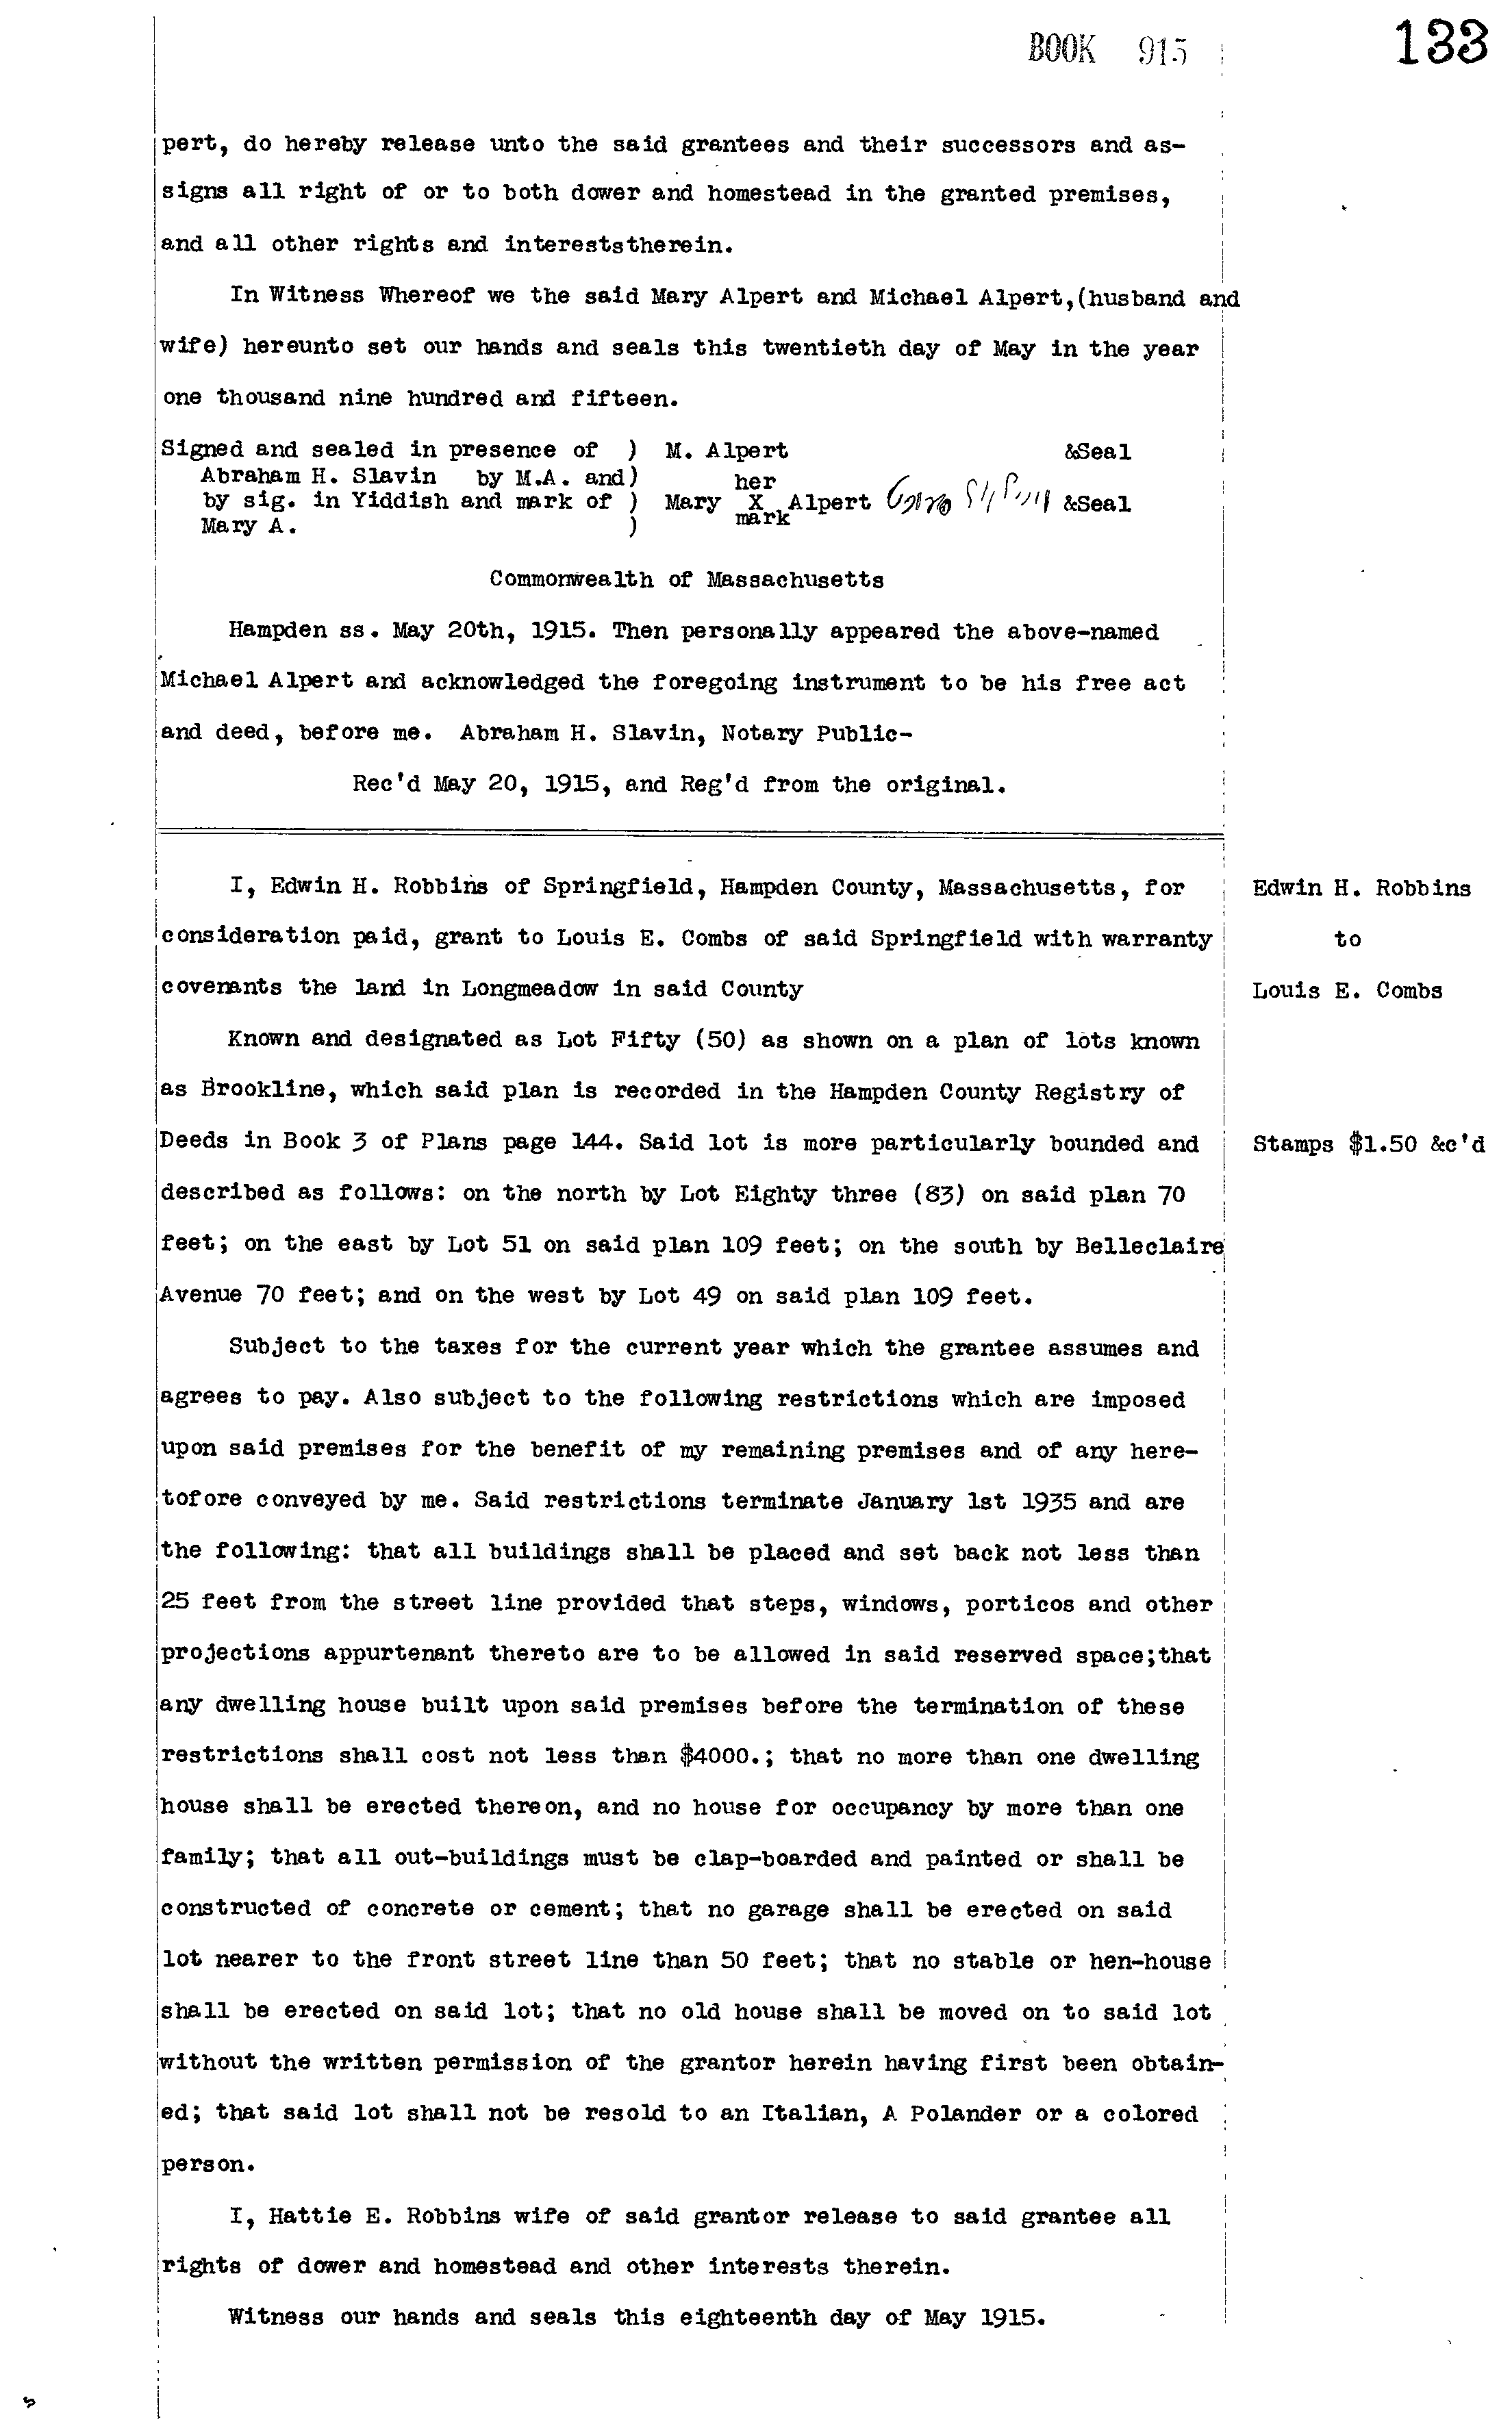 BOOK 915
133
pert, do hereby release unto the said grantees and their successors and as-
signs all right of or to both dower and homestead in the granted premises,
and all other rights and intereststherein.
In Witness Whereof we the said Mary Alpert and Michael Alpert,(husband and
wife) hereunto set our hands and seals this twentieth day of May in the year
one thousand nine hundred and fifteen.
Signed and sealed in presence of ) M. Alpert &Seal
Abraham H. Slavin by M.A. and) her
by sig. in Yiddish and mark of ) Mary X Alpert &Seal
Mary A. ) mark
Commonwealth of Massachusetts
Hampden ss. May 20th, 1915. Then personally appeared the above-named
Michael Alpert and acknowledged the foregoing instrument to be his free act
and deed, before me. Abraham H. Slavin, Notary Public-
Rec'd May 20, 1915, and Reg'd from the original.
I, Edwin H. Robbins of Springfield, Hampden County, Massachusetts, for
Edwin H. Robbins
consideration paid, grant to Louis E. Combs of said Springfield with warranty
to
covenants the land in Longmeadow in said County
Louis E. Combs
Known and designated as Lot Fifty (50) as shown on a plan of lots known
as Brookline, which said plan is recorded in the Hampden County Registry of
Deeds in Book 3 of Plans page 144. Said lot is more particularly bounded and
Stamps $1.50 &c'd
described as follows: on the north by Lot Eighty three (83) on said plan 70
feet; on the east by Lot 51 on said plan 109 feet; on the south by Belleclaire
Avenue 70 feet; and on the west by Lot 49 on said plan 109 feet.
Subject to the taxes for the current year which the grantee assumes and
agrees to pay. Also subject to the following restrictions which are imposed
upon said premises for the benefit of my remaining premises and of any here-
tofore conveyed by me. Said restrictions terminate January 1st 1935 and are
the following: that all buildings shall be placed and set back not less than
25 feet from the street line provided that steps, windows, porticos and other
projections appurtenant thereto are to be allowed in said reserved space;that
any dwelling house built upon said premises before the termination of these
restrictions shall cost not less than $4000.; that no more than one dwelling
house shall be erected thereon, and no house for occupancy by more than one
family; that all out-buildings must be clap-boarded and painted or shall be
constructed of concrete or cement; that no garage shall be erected on said
lot nearer to the front street line than 50 feet; that no stable or hen-house
shall be erected on said lot; that no old house shall be moved on to said lot
without the written permission of the grantor herein having first been obtain-
ed; that said lot shall not be resold to an Italian, A Polander or a colored
person.
I, Hattie E. Robbins wife of said grantor release to said grantee all
rights of dower and homestead and other interests therein.
Witness our hands and seals this eighteenth day of May 1915.